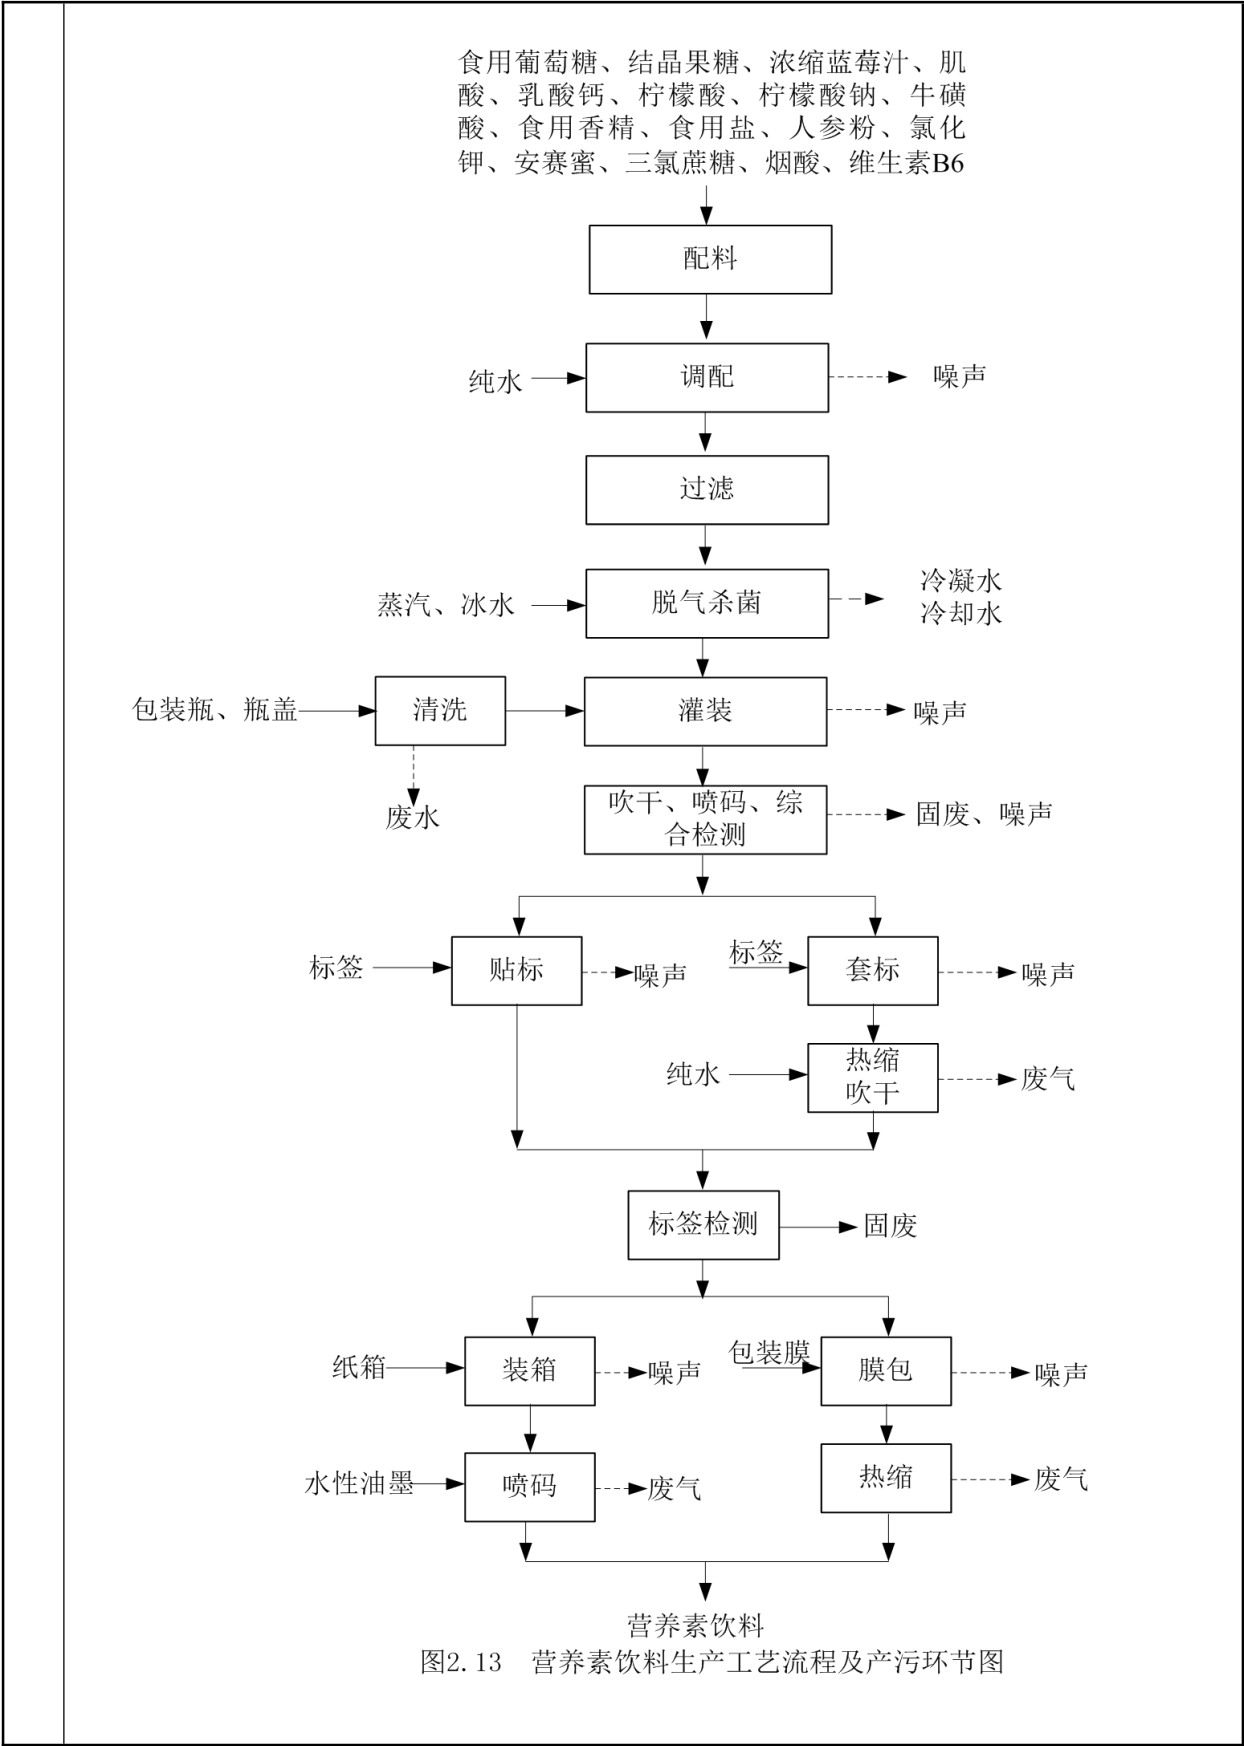 食用葡萄糖、结晶果糖、浓缩蓝莓汁、肌
酸、乳酸钙、柠檬酸、柠檬酸钠、牛磺
酸、食用香精、食用盐、人参粉、氯化
钾、安赛蜜、三氯蔗糖、烟酸、维生素B6
配料
纯水
调配
噪声
过滤
蒸汽、冰水
脱气杀菌
冷凝水
冷却水
包装瓶、瓶盖
清洗
灌装
噪声
废水
吹干、喷码、综
合检测
固废、噪声
标签
贴标
噪声
标签
套标
噪声
纯水
热缩
吹干
废气
标签检测
固废
纸箱
装箱
噪声
包装膜
膜包
噪声
水性油墨
喷码
废气
热缩
废气
营养素饮料
图2.13 营养素饮料生产工艺流程及产污环节图